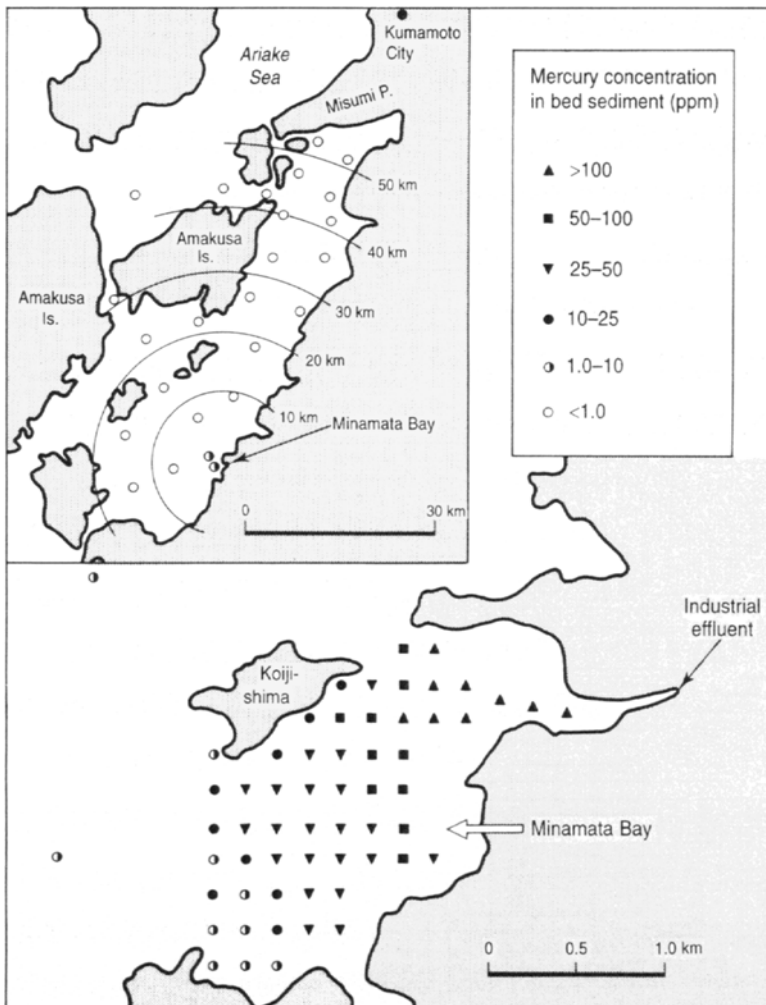 Kumamoto
City
Ariake
Sea
Misumi P.
50 km
40 km
Amakusa
Is.
Amakusa
Is.
30 km
20 km
10 km
Minamata Bay
0 30 km
Mercury concentration
in bed sediment (ppm)
>100
50–100
25–50
10–25
1.0–10
<1.0
Industrial
effluent
Koiji-
shima
Minamata Bay
0 0.5 1.0 km